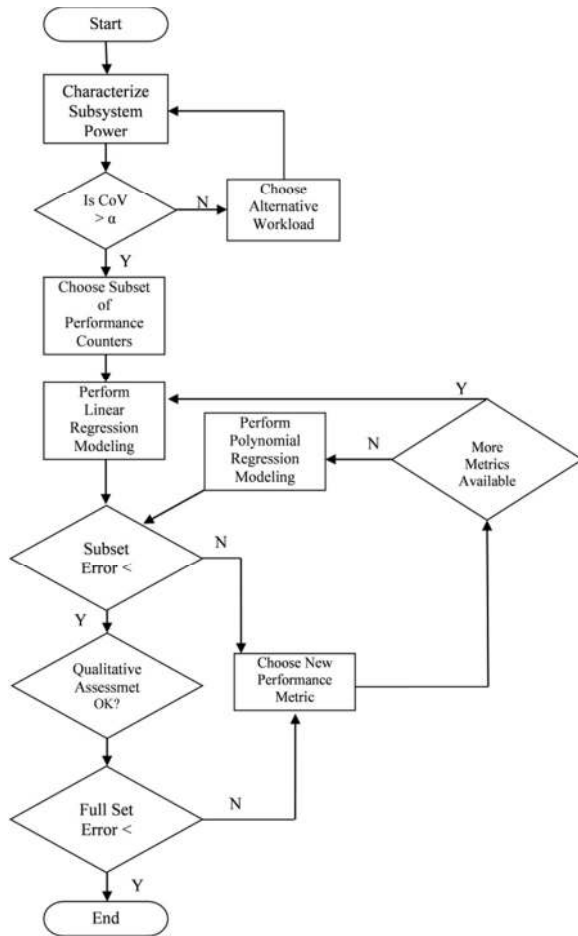 Start
Characterize
Subsystem
Power
Is CoV
> α
N
Choose
Alternative
Workload
Y
Choose Subset
of
Performance
Counters
Perform
Linear
Regression
Modeling
Y
Perform
Polynomial
Regression
Modeling
N
More
Metrics
Available
Subset
Error <
N
Y
Qualitative
Assessmet
OK?
Choose New
Performance
Metric
Full Set
Error <
N
Y
End